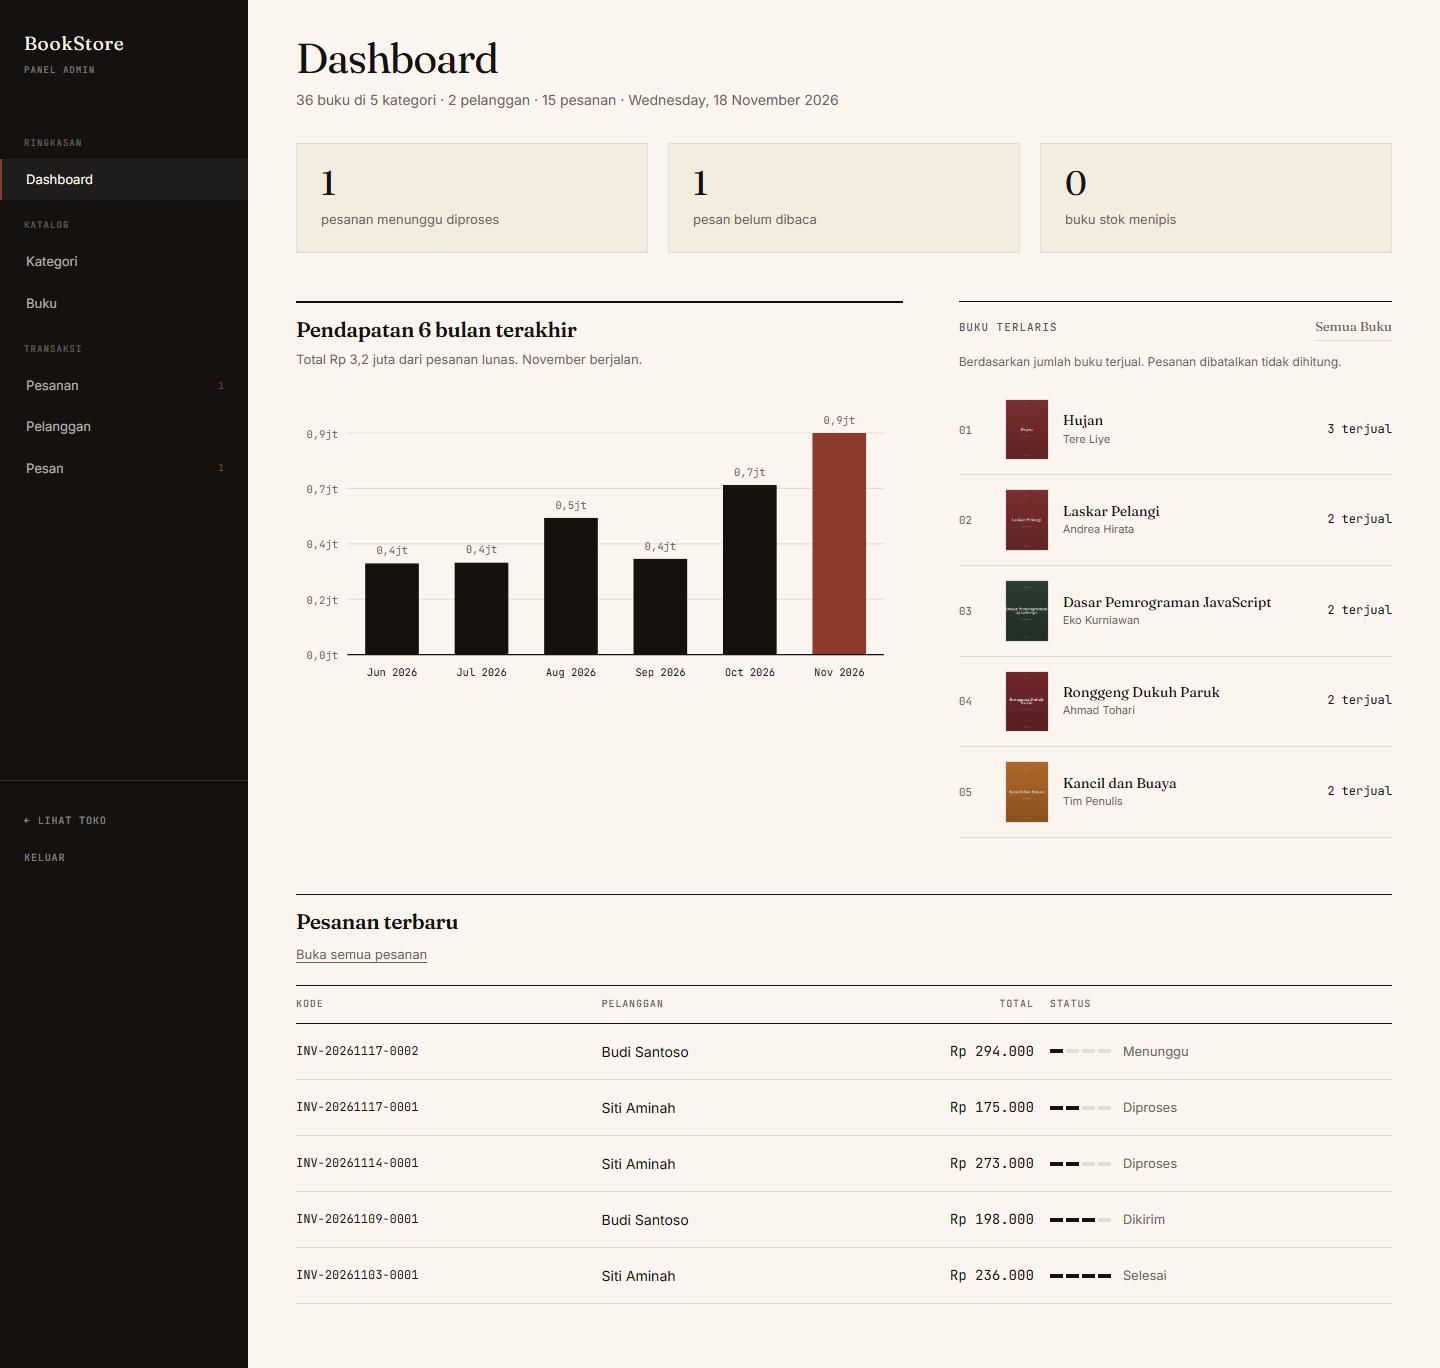 BookStore
PANEL ADMIN
RINGKASAN
Dashboard
KATALOG
Kategori
Buku
TRANSAKSI
Pesanan 1
Pelanggan
Pesan 1
← LIHAT TOKO
KELUAR
Dashboard
36 buku di 5 kategori · 2 pelanggan · 15 pesanan · Wednesday, 18 November 2026
1
pesanan menunggu diproses
1
pesan belum dibaca
0
buku stok menipis
Pendapatan 6 bulan terakhir
Total Rp 3,2 juta dari pesanan lunas. November berjalan.
0,9jt
0,7jt
0,4jt
0,2jt
0,0jt
0,4jt
0,4jt
0,5jt
0,4jt
0,7jt
0,9jt
Jun 2026 Jul 2026 Aug 2026 Sep 2026 Oct 2026 Nov 2026
BUKU TERLARIS Semua Buku
Berdasarkan jumlah buku terjual. Pesanan dibatalkan tidak dihitung.
01 Hujan 3 terjual
Tere Liye
02 Laskar Pelangi 2 terjual
Andrea Hirata
03 Dasar Pemrograman JavaScript 2 terjual
Eko Kurniawan
04 Ronggeng Dukuh Paruk 2 terjual
Ahmad Tohari
05 Kancil dan Buaya 2 terjual
Tim Penulis
Pesanan terbaru
Buka semua pesanan
KODE PELANGGAN TOTAL STATUS
INV-20261117-0002 Budi Santoso Rp 294.000 Menunggu
INV-20261117-0001 Siti Aminah Rp 175.000 Diproses
INV-20261114-0001 Siti Aminah Rp 273.000 Diproses
INV-20261109-0001 Budi Santoso Rp 198.000 Dikirim
INV-20261103-0001 Siti Aminah Rp 236.000 Selesai